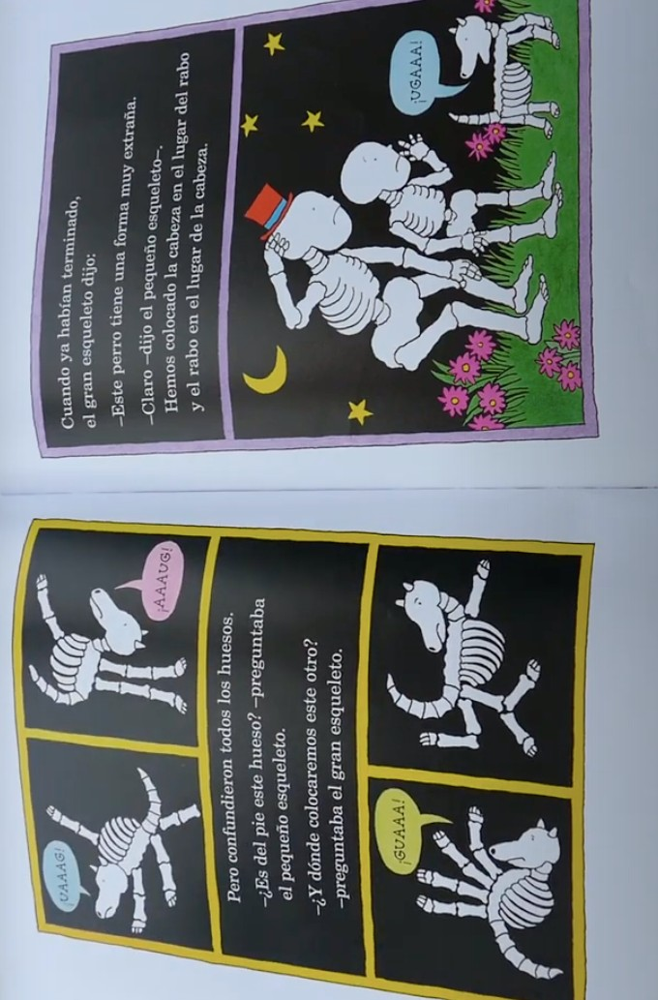 ¡UAAAG!
¡AAAUG!
Pero confundieron todos los huesos.
–¿Es del pie este hueso? –preguntaba
el pequeño esqueleto.
–¿Y dónde colocaremos este otro?
–preguntaba el gran esqueleto.
¡GUAAA!
Cuando ya habían terminado,
el gran esqueleto dijo:
–Este perro tiene una forma muy extraña.
–Claro –dijo el pequeño esqueleto–.
Hemos colocado la cabeza en el lugar del rabo
y el rabo en el lugar de la cabeza.
¡UGAAA!